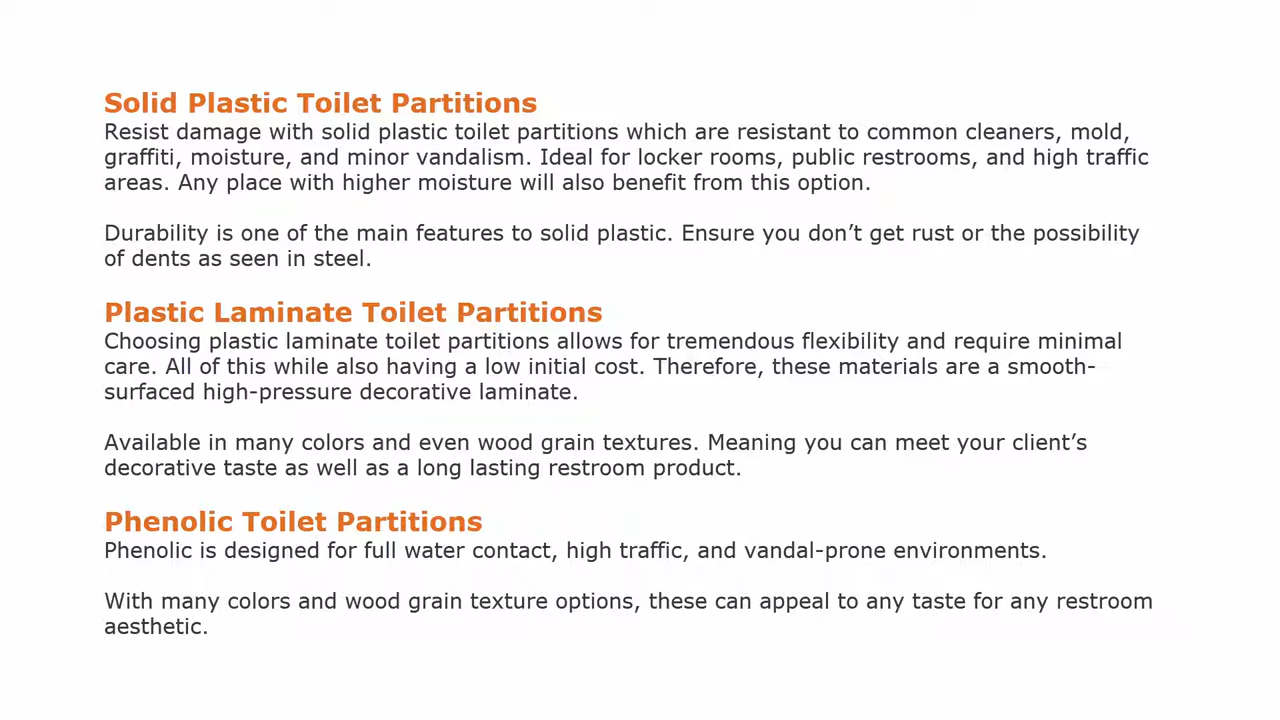 Solid Plastic Toilet Partitions
Resist damage with solid plastic toilet partitions which are resistant to common cleaners, mold,
graffiti, moisture, and minor vandalism. Ideal for locker rooms, public restrooms, and high traffic
areas. Any place with higher moisture will also benefit from this option.
Durability is one of the main features to solid plastic. Ensure you don’t get rust or the possibility
of dents as seen in steel.
Plastic Laminate Toilet Partitions
Choosing plastic laminate toilet partitions allows for tremendous flexibility and require minimal
care. All of this while also having a low initial cost. Therefore, these materials are a smooth-
surfaced high-pressure decorative laminate.
Available in many colors and even wood grain textures. Meaning you can meet your client’s
decorative taste as well as a long lasting restroom product.
Phenolic Toilet Partitions
Phenolic is designed for full water contact, high traffic, and vandal-prone environments.
With many colors and wood grain texture options, these can appeal to any taste for any restroom
aesthetic.